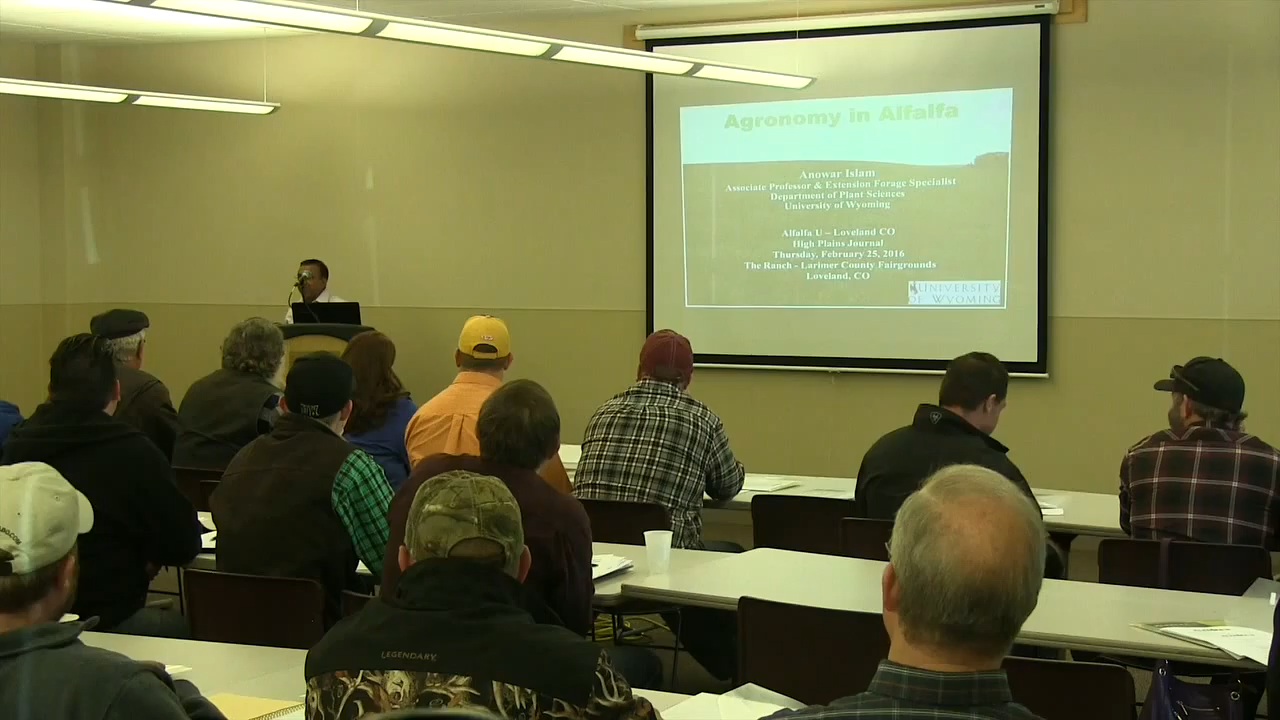 Agronomy in Alfalfa
Anowar Islam
Associate Professor & Extension Forage Specialist
Department of Plant Sciences
University of Wyoming
Alfalfa U – Loveland CO
High Plains Journal
Thursday, February 25, 2016
The Ranch - Larimer County Fairgrounds
Loveland, CO
UNIVERSITY
OF WYOMING
LEGENDARY